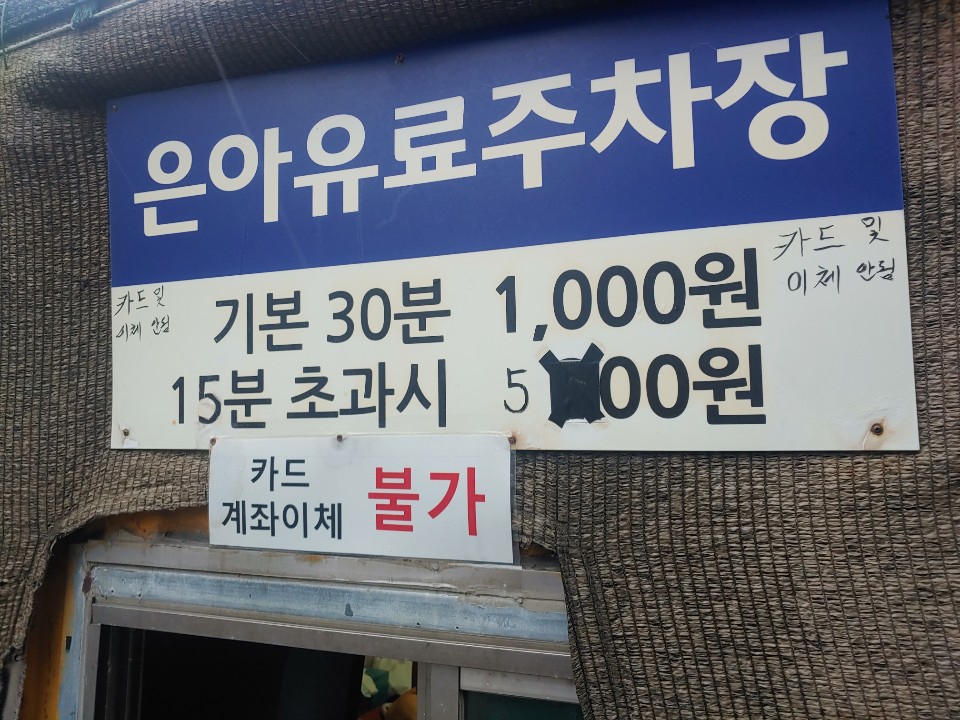 은아유료주차장
카드 및
이체 안됨
기본 30분 1,000원
카드 및
이체 안됨
15분 초과시 500원
카드
계좌이체 불가